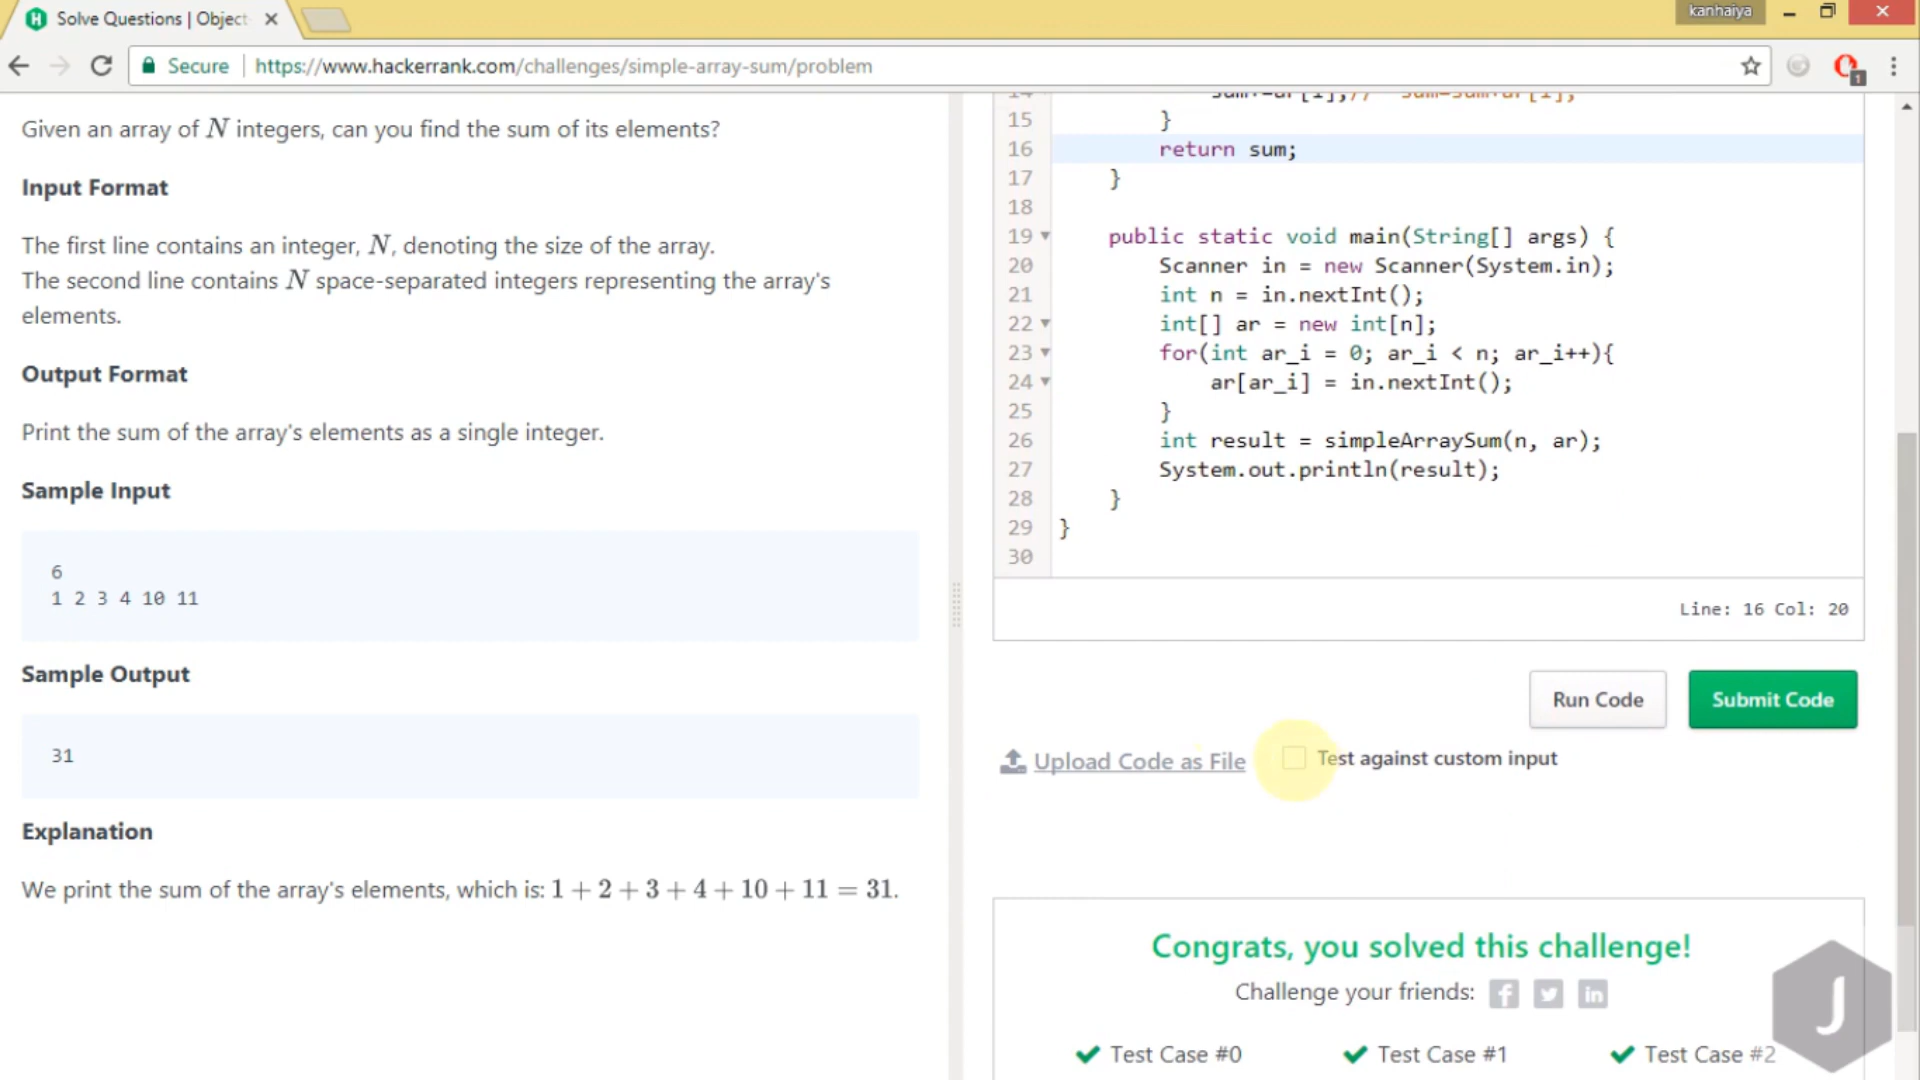 Solve Questions | Object
kanhaiya
Secure https://www.hackerrank.com/challenges/simple-array-sum/problem
1
Given an array of N integers, can you find the sum of its elements?
Input Format
The first line contains an integer, N, denoting the size of the array.
The second line contains N space-separated integers representing the array's
elements.
Output Format
Print the sum of the array's elements as a single integer.
Sample Input
6
1 2 3 4 10 11
Sample Output
31
Explanation
We print the sum of the array's elements, which is: 1 + 2 + 3 + 4 + 10 + 11 = 31.
14 sum+=ar[i];// sum=sum+ar[i];
15 }
16 return sum;
17 }
18
19 public static void main(String[] args) {
20 Scanner in = new Scanner(System.in);
21 int n = in.nextInt();
22 int[] ar = new int[n];
23 for(int ar_i = 0; ar_i < n; ar_i++){
24 ar[ar_i] = in.nextInt();
25 }
26 int result = simpleArraySum(n, ar);
27 System.out.println(result);
28 }
29 }
30
Line: 16 Col: 20
Run Code
Submit Code
Upload Code as File
Test against custom input
Congrats, you solved this challenge!
Challenge your friends:
Test Case #0
Test Case #1
Test Case #2
J